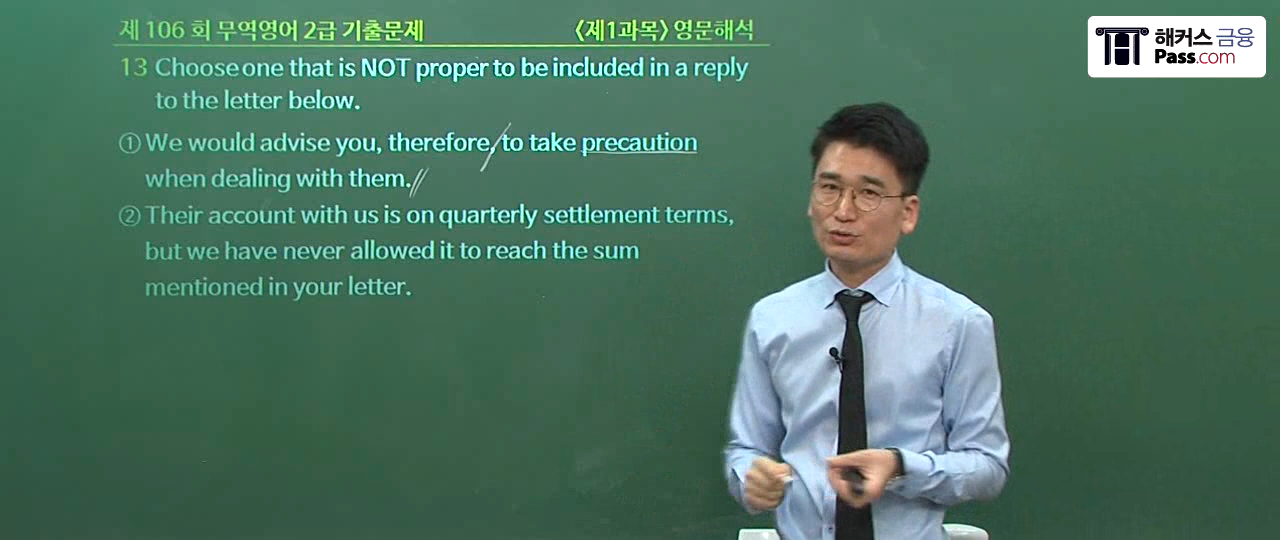 제 106 회 무역영어 2급 기출문제 〈제1과목〉 영문해석
해커스 금융
Pass.com
13 Choose one that is NOT proper to be included in a reply
to the letter below.
① We would advise you, therefore, to take precaution
when dealing with them.
② Their account with us is on quarterly settlement terms,
but we have never allowed it to reach the sum
mentioned in your letter.